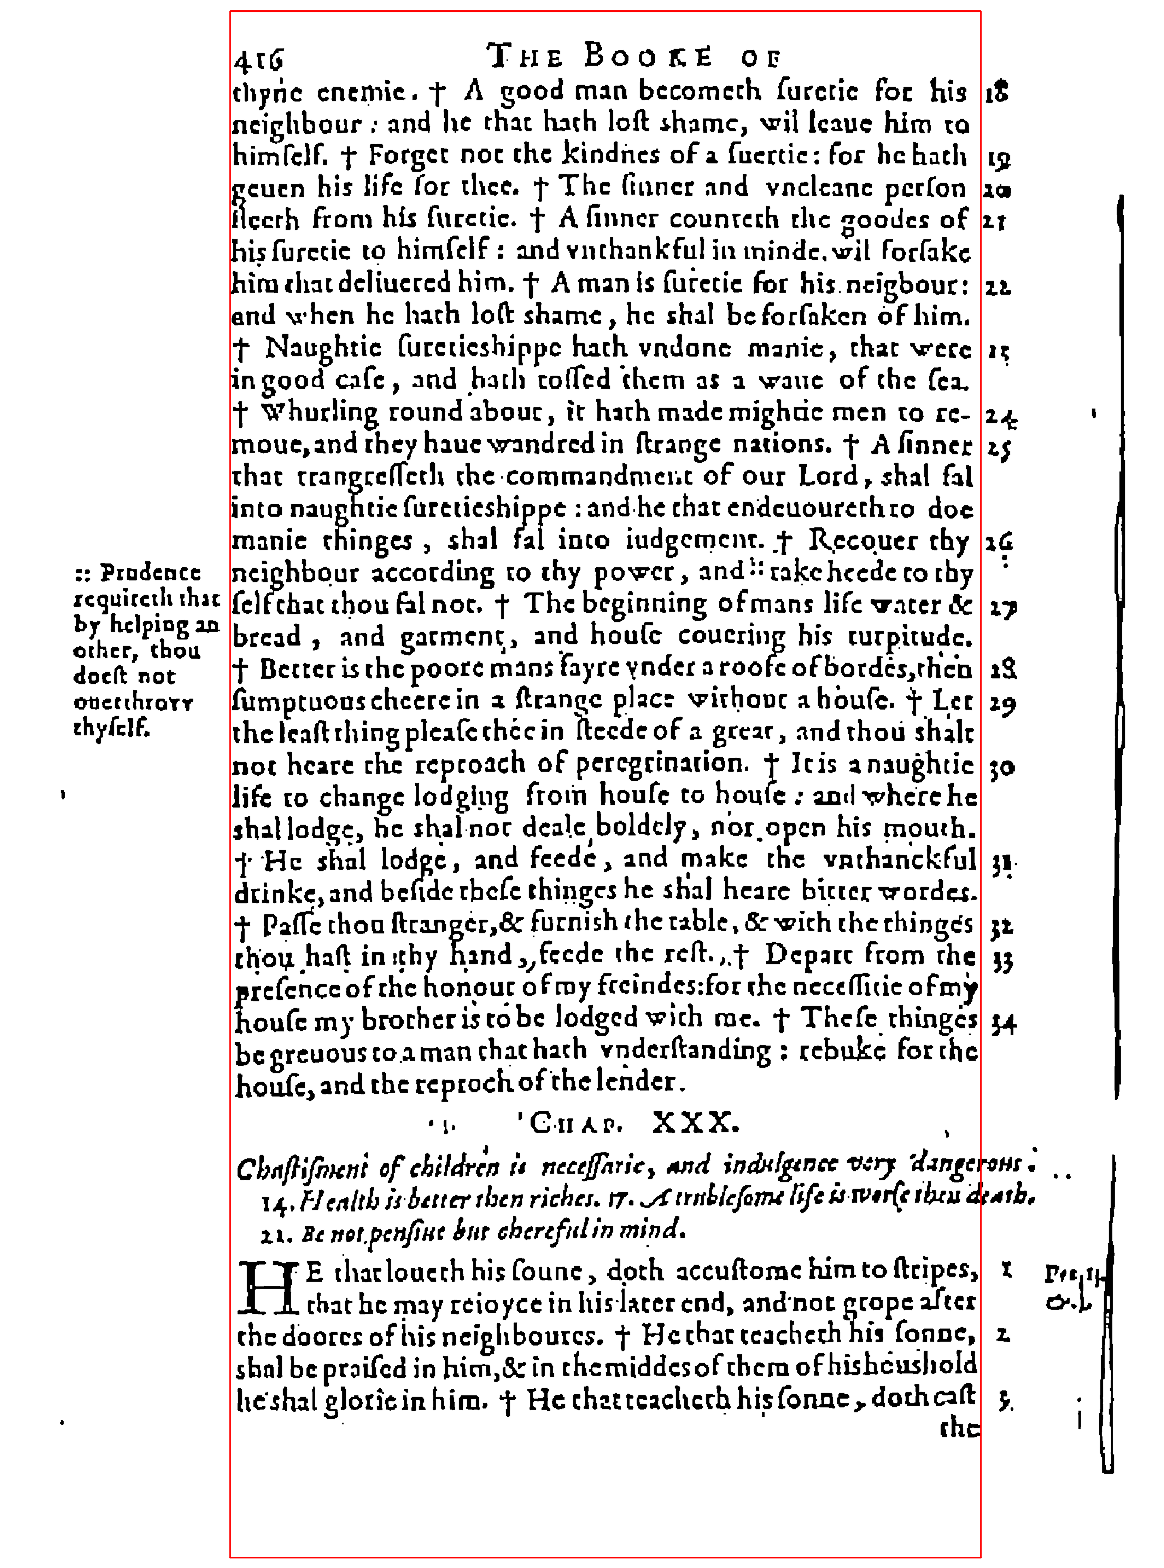 416 THE BOOKE OF
thyne enemie. † A good man becometh ſuretie for his 18
neighbour : and he that hath loſt shame, wil leaue him to
himſelf. † Forget not the kindnes of a ſuertie: for he hath 19
geuen his life for thee. † The ſinner and vncleane perſon 20
fleeth from his ſuretie. † A ſinner counteth the goodes of 21
his ſuretie to himſelf : and vnthankful in minde, wil forſake
him that deliuered him. † A man is ſuretie for his neigbour: 22
and when he hath loſt shame, he shal be forſaken of him.
† Naughtie ſuretieshippe hath vndone manie, that were 23
in good caſe, and hath toſſed them as a waue of the ſea.
† Whurling round about, it hath made mightie men to re- 24
moue, and they haue wandred in ſtrange nations. † A ſinner 25
that trangreſſeth the commandment of our Lord, shal fal
into naughtie ſuretieshippe : and he that endeuoureth to doe
manie thinges, shal fal into iudgement. † Recouer thy 26
:: Prudence neighbour according to thy power, and :: take heede to thy
requireth that ſelf that thou fal not. † The beginning of mans life water & 27
by helping an bread, and garment, and houſe couering his turpitude.
other, thou † Better is the poore mans fayre vnder a roofe of bordes, then 28
doeſt not ſumptuous cheere in a ſtrange place without a houſe. † Let 29
ouerthrovv the leaſt thing pleaſe thee in ſteede of a great, and thou shalt
thyſelf. not heare the reproach of peregrination. † It is a naughtie 30
life to change lodging from houſe to houſe : and where he
shal lodge, he shal not deale boldely, nor open his mouth.
† He shal lodge, and feede, and make the vnthanckful 31
drinke, and beſide theſe thinges he shal heare bitter wordes.
† Paſſe thou ſtranger, & furnish the table, & with the thinges 32
thou haſt in thy hand, feede the reſt. † Depart from the 33
preſence of the honour of my freindes: for the neceſſitie of my
houſe my brother is to be lodged with me. † Theſe thinges 34
be greuous to a man that hath vnderſtanding : rebuke for the
houſe, and the reproch of the lender.
CHAP. XXX.
Chaſtiſment of children is neceſſarie, and indulgence very dangerous.
14. Health is better then riches. 17. A trubleſome life is worſe then death.
21. Be not penſiue but cherefulin mind.
HE that loueth his ſonne, doth accuſtome him to ſtripes, 1
that he may reioyce in his later end, and not grope after
the doores of his neighboures. † He that teacheth his ſonne, 2
shal be praiſed in him, & in the middes of them of his houshold
he shal glorie in him. † He that teacheth his ſonne, doth caſt 3.
the